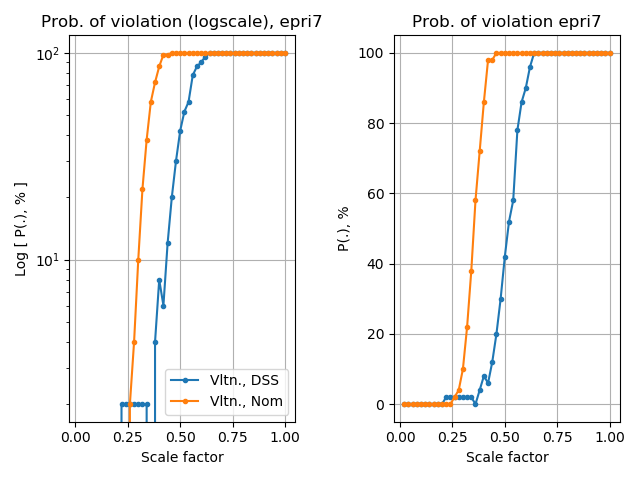 Prob. of violation (logscale), epri7
Log [ P(.), % ]
10²
10¹
Vltn., DSS
Vltn., Nom
0.00 0.25 0.50 0.75 1.00
Scale factor
Prob. of violation epri7
P(.), %
100
80
60
40
20
0
0.00 0.25 0.50 0.75 1.00
Scale factor